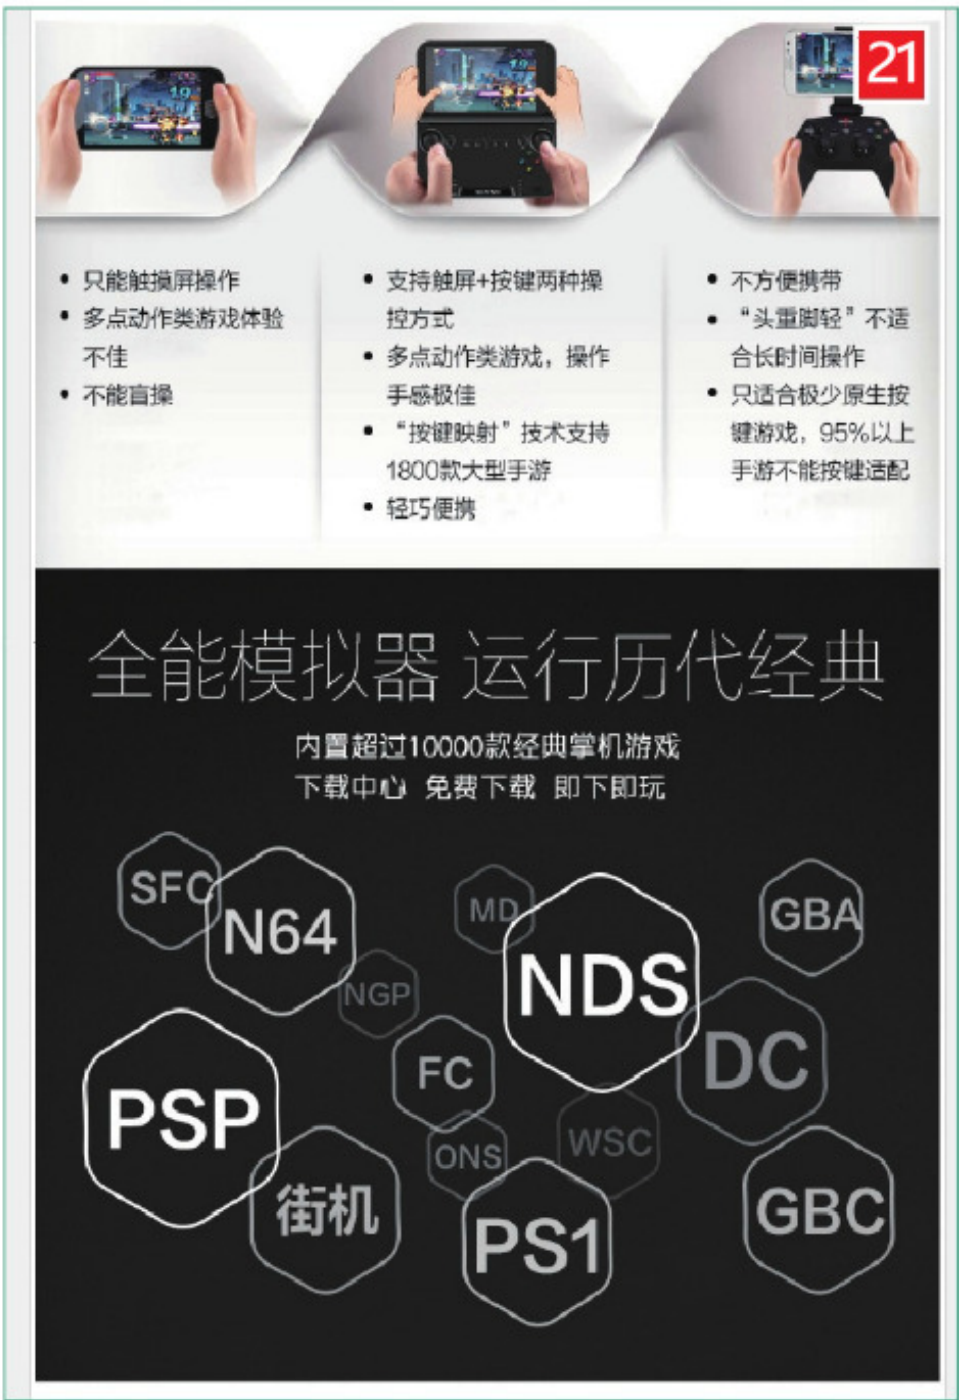 21
只能触摸屏操作
多点动作类游戏体验
不佳
不能盲操
支持触屏+按键两种操
控方式
多点动作类游戏，操作
手感极佳
“按键映射”技术支持
1800款大型手游
轻巧便携
不方便携带
“头重脚轻”不适
合长时间操作
只适合极少原生按
键游戏，95%以上
手游不能按键适配
全能模拟器 运行历代经典
内置超过10000款经典掌机游戏
下载中心 免费下载 即下即玩
SFC
N64
MD
NDS
GBA
NGP
FC
DC
PSP
ONS
WSC
街机
PS1
GBC